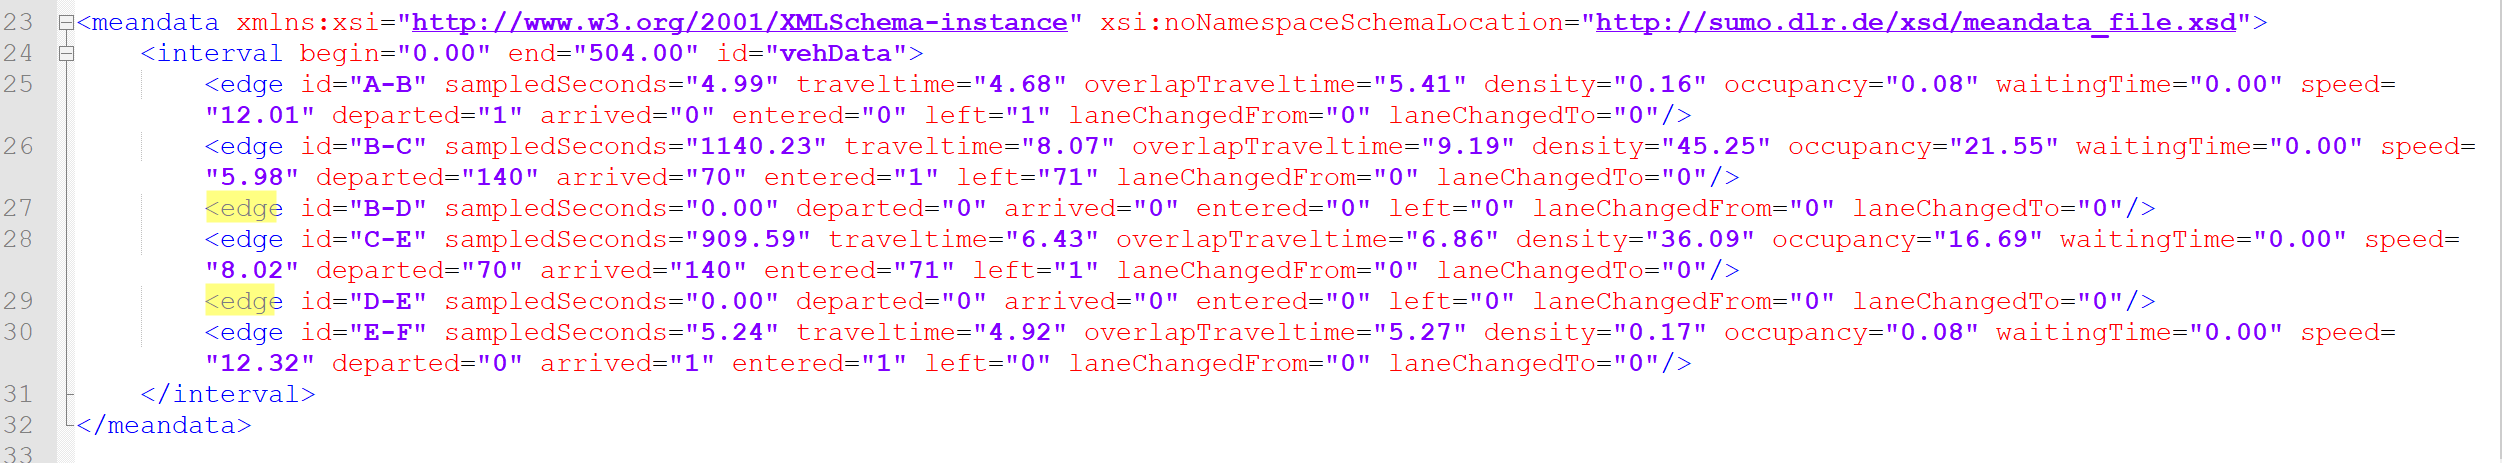 23 <meandata xmlns:xsi="http://www.w3.org/2001/XMLSchema-instance" xsi:noNamespaceSchemaLocation="http://sumo.dlr.de/xsd/meandata_file.xsd">
24 <interval begin="0.00" end="504.00" id="vehData">
25 <edge id="A-B" sampledSeconds="4.99" traveltime="4.68" overlapTraveltime="5.41" density="0.16" occupancy="0.08" waitingTime="0.00" speed=
"12.01" departed="1" arrived="0" entered="0" left="1" laneChangedFrom="0" laneChangedTo="0"/>
26 <edge id="B-C" sampledSeconds="1140.23" traveltime="8.07" overlapTraveltime="9.19" density="45.25" occupancy="21.55" waitingTime="0.00" speed=
"5.98" departed="140" arrived="70" entered="1" left="71" laneChangedFrom="0" laneChangedTo="0"/>
27 <edge id="B-D" sampledSeconds="0.00" departed="0" arrived="0" entered="0" left="0" laneChangedFrom="0" laneChangedTo="0"/>
28 <edge id="C-E" sampledSeconds="909.59" traveltime="6.43" overlapTraveltime="6.86" density="36.09" occupancy="16.69" waitingTime="0.00" speed=
"8.02" departed="70" arrived="140" entered="71" left="1" laneChangedFrom="0" laneChangedTo="0"/>
29 <edge id="D-E" sampledSeconds="0.00" departed="0" arrived="0" entered="0" left="0" laneChangedFrom="0" laneChangedTo="0"/>
30 <edge id="E-F" sampledSeconds="5.24" traveltime="4.92" overlapTraveltime="5.27" density="0.17" occupancy="0.08" waitingTime="0.00" speed=
"12.32" departed="0" arrived="1" entered="1" left="0" laneChangedFrom="0" laneChangedTo="0"/>
31 </interval>
32 </meandata>
33